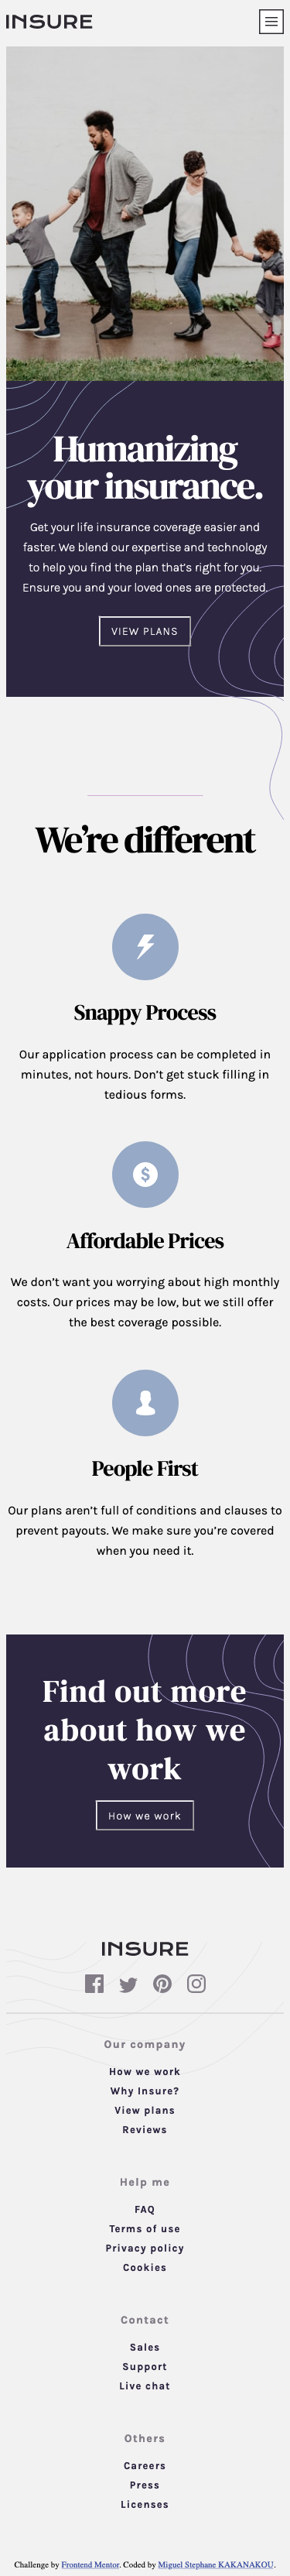 INSURE
Humanizing
your insurance.
Get your life insurance coverage easier and
faster. We blend our expertise and technology
to help you find the plan that’s right for you.
Ensure you and your loved ones are protected.
VIEW PLANS
We’re different
Snappy Process
Our application process can be completed in
minutes, not hours. Don’t get stuck filling in
tedious forms.
Affordable Prices
We don’t want you worrying about high monthly
costs. Our prices may be low, but we still offer
the best coverage possible.
People First
Our plans aren’t full of conditions and clauses to
prevent payouts. We make sure you’re covered
when you need it.
Find out more
about how we
work
How we work
INSURE
Our company
How we work
Why Insure?
View plans
Reviews
Help me
FAQ
Terms of use
Privacy policy
Cookies
Contact
Sales
Support
Live chat
Others
Careers
Press
Licenses
Challenge by Frontend Mentor. Coded by Miguel Stephane KAKANAKOU.